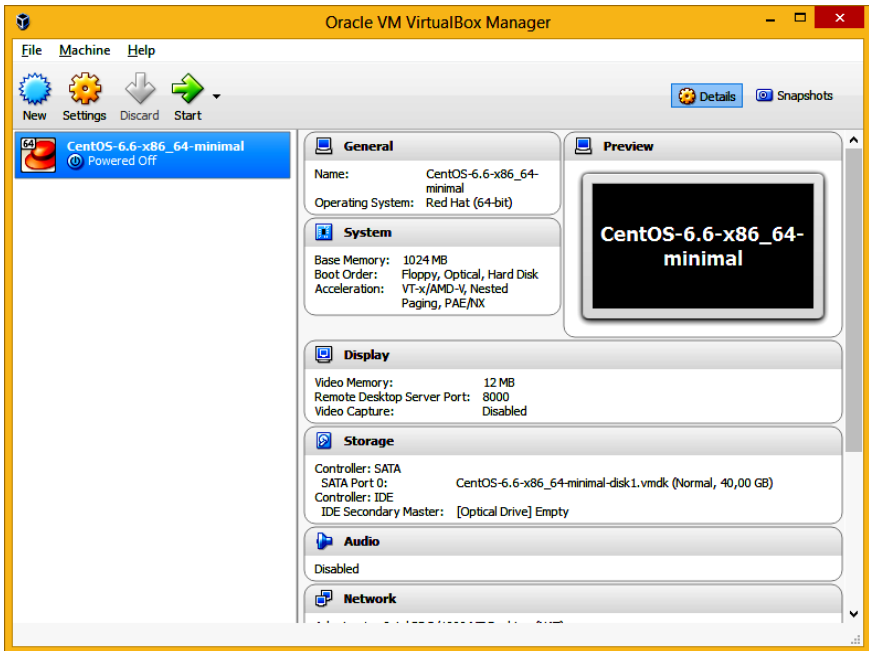 Oracle VM VirtualBox Manager
File Machine Help
New Settings Discard Start
Details Snapshots
64
CentOS-6.6-x86_64-minimal
Powered Off
General
Name: CentOS-6.6-x86_64-
minimal
Operating System: Red Hat (64-bit)
System
Base Memory: 1024 MB
Boot Order: Floppy, Optical, Hard Disk
Acceleration: VT-x/AMD-V, Nested
Paging, PAE/NX
Preview
CentOS-6.6-x86_64-
minimal
Display
Video Memory: 12 MB
Remote Desktop Server Port: 8000
Video Capture: Disabled
Storage
Controller: SATA
SATA Port 0: CentOS-6.6-x86_64-minimal-disk1.vmdk (Normal, 40,00 GB)
Controller: IDE
IDE Secondary Master: [Optical Drive] Empty
Audio
Disabled
Network